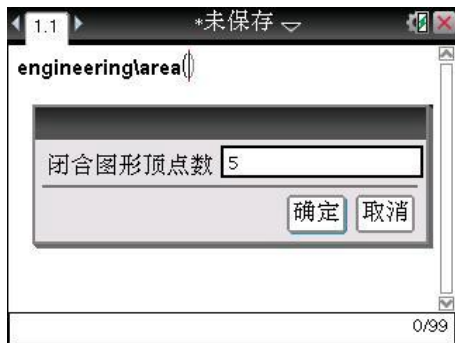 1.1 *未保存
engineering\area()
闭合图形顶点数 5
确定 取消
0/99